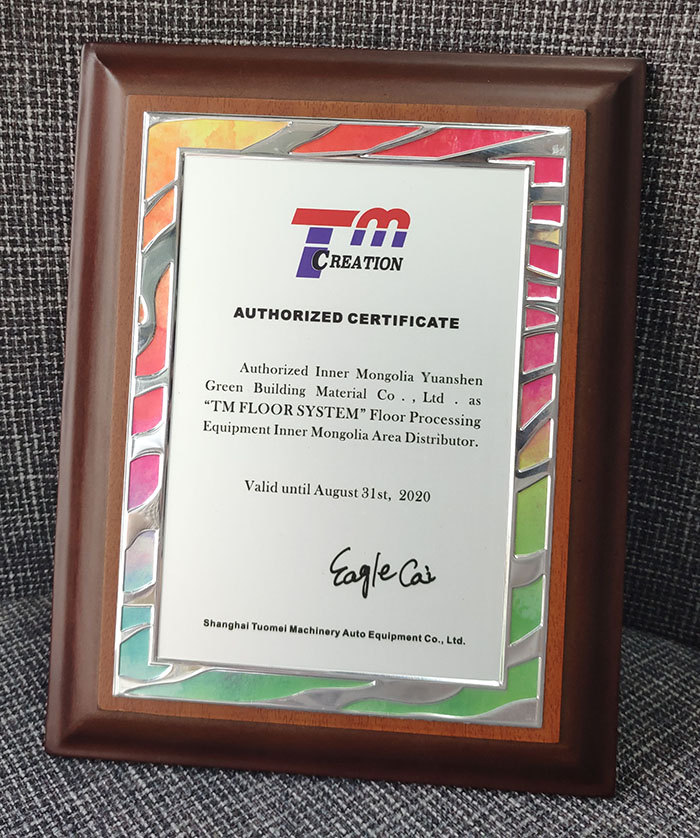 TM
CREATION
AUTHORIZED CERTIFICATE
Authorized Inner Mongolia Yuanshen
Green Building Material Co . , Ltd . as
“TM FLOOR SYSTEM” Floor Processing
Equipment Inner Mongolia Area Distributor.
Valid until August 31st, 2020
Eagle Cai
Shanghai Tuomei Machinery Auto Equipment Co., Ltd.